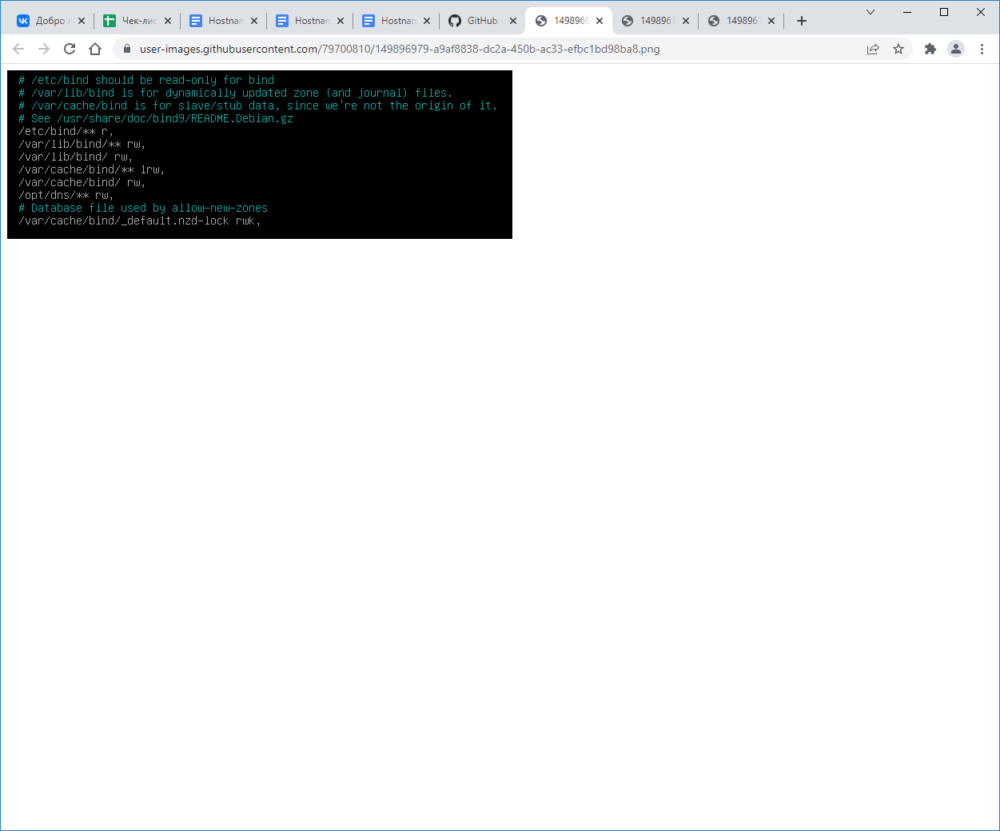 Добро
Чек-лис
Hostnan
Hostnan
Hostnan
GitHub
1498969
1498961
1498961
user-images.githubusercontent.com/79700810/149896979-a9af8838-dc2a-450b-ac33-efbc1bd98ba8.png
# /etc/bind should be read-only for bind
# /var/lib/bind is for dynamically updated zone (and journal) files.
# /var/cache/bind is for slave/stub data, since we're not the origin of it.
# See /usr/share/doc/bind9/README.Debian.gz
/etc/bind/** r,
/var/lib/bind/** rw,
/var/lib/bind/ rw,
/var/cache/bind/** lrw,
/var/cache/bind/ rw,
/opt/dns/** rw,
# Database file used by allow-new-zones
/var/cache/bind/_default.nzd-lock rwk,